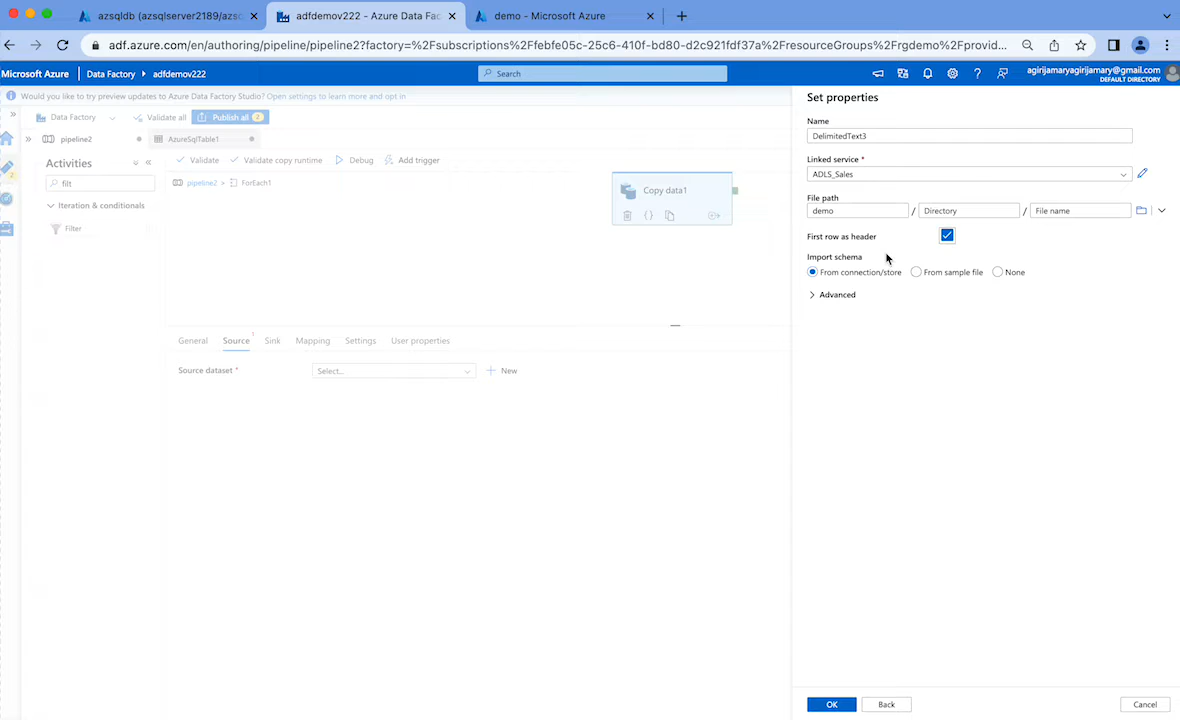 azsqldb (azsqlserver2189/azsc
adfdemov222 - Azure Data Fac
demo - Microsoft Azure
adf.azure.com/en/authoring/pipeline/pipeline2?factory=%2Fsubscriptions%2Ffebfe05c-25c6-410f-bd80-d2c921fdf37a%2FresourceGroups%2Frgdemo%2Fprovid...
Microsoft Azure
Data Factory
adfdemov222
Search
agirijamaryagirijamary@gmail.com
DEFAULT DIRECTORY
Would you like to try preview updates to Azure Data Factory Studio? Open settings to learn more and opt in
Data Factory
Validate all
Publish all 2
pipeline2
AzureSqlTable1
Activities
Validate
Validate copy runtime
Debug
Add trigger
filt
pipeline2 > ForEach1
Iteration & conditionals
Filter
Copy data1
General
Source 1
Sink
Mapping
Settings
User properties
Source dataset *
Select...
New
Set properties
Name
DelimitedText3
Linked service *
ADLS_Sales
File path
demo / Directory / File name
First row as header
Import schema
From connection/store
From sample file
None
Advanced
OK
Back
Cancel